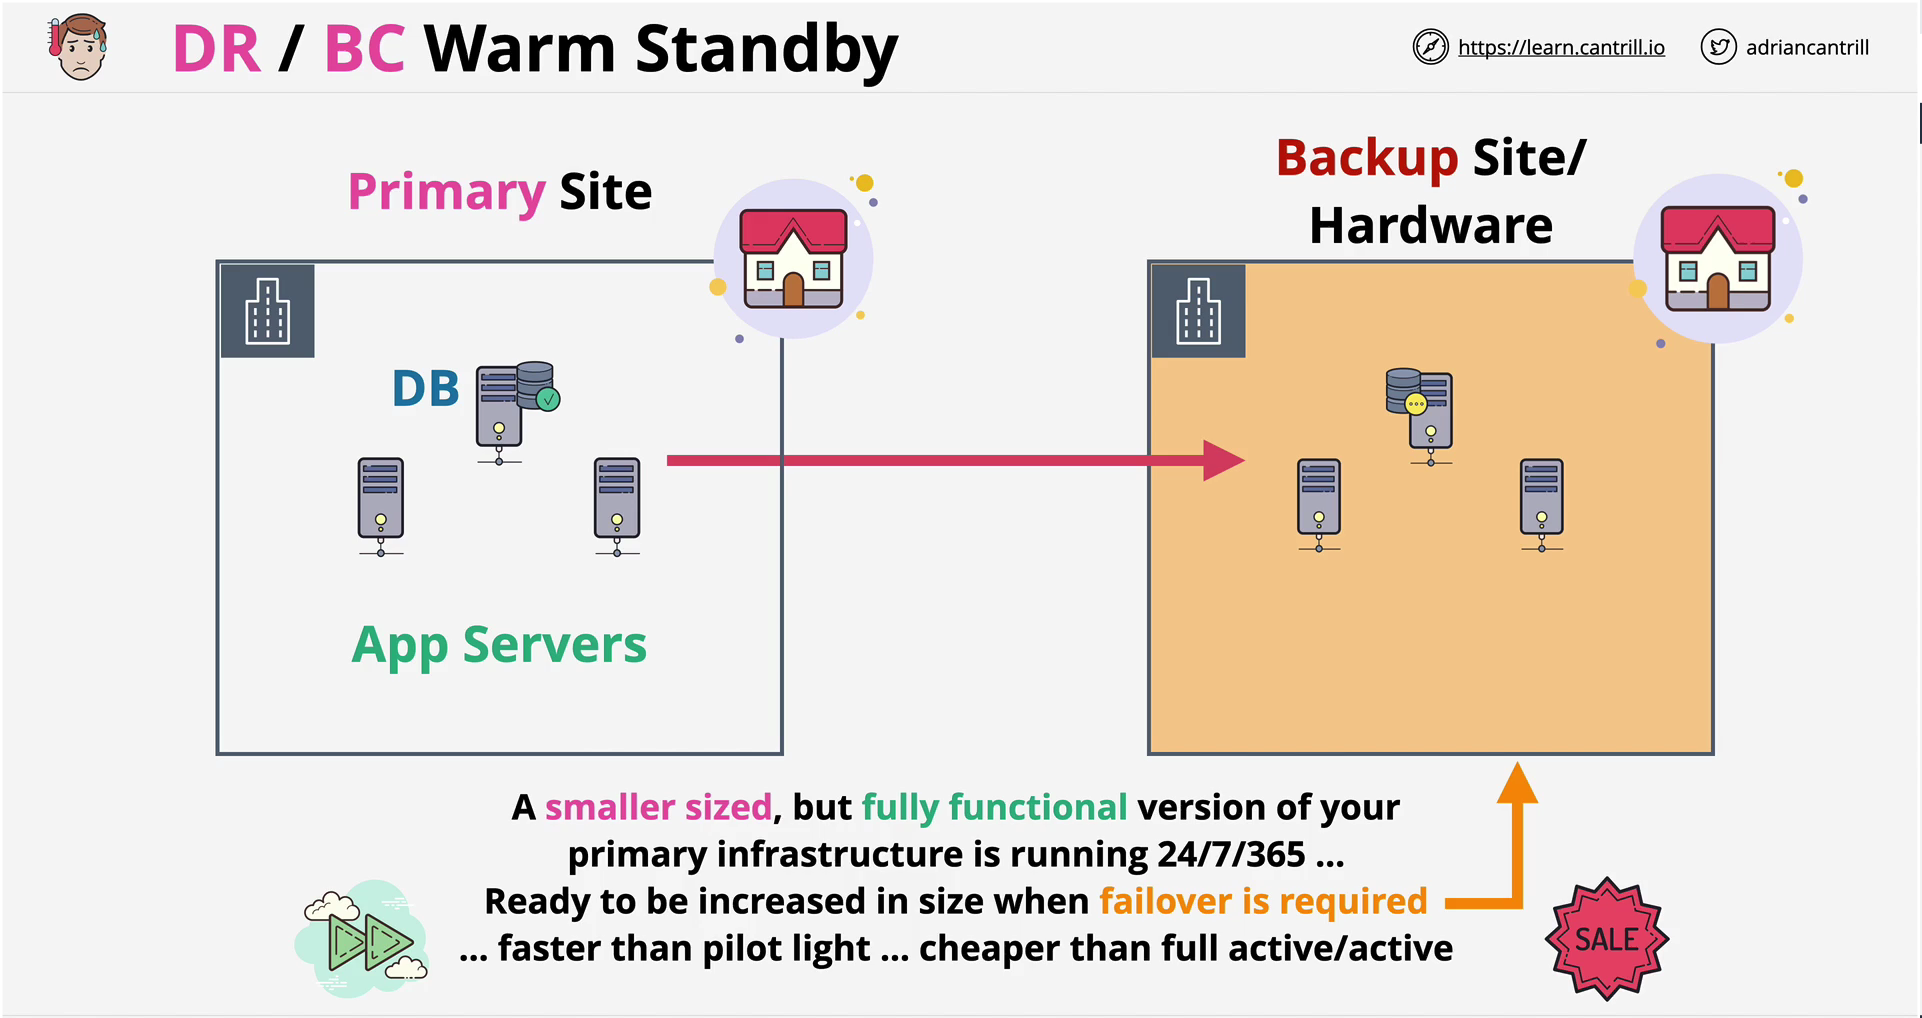 DR / BC Warm Standby
https://learn.cantrill.io
adriancantrill
Primary Site
Backup Site/
Hardware
DB
App Servers
A smaller sized, but fully functional version of your
primary infrastructure is running 24/7/365 ...
Ready to be increased in size when failover is required
... faster than pilot light ... cheaper than full active/active
SALE